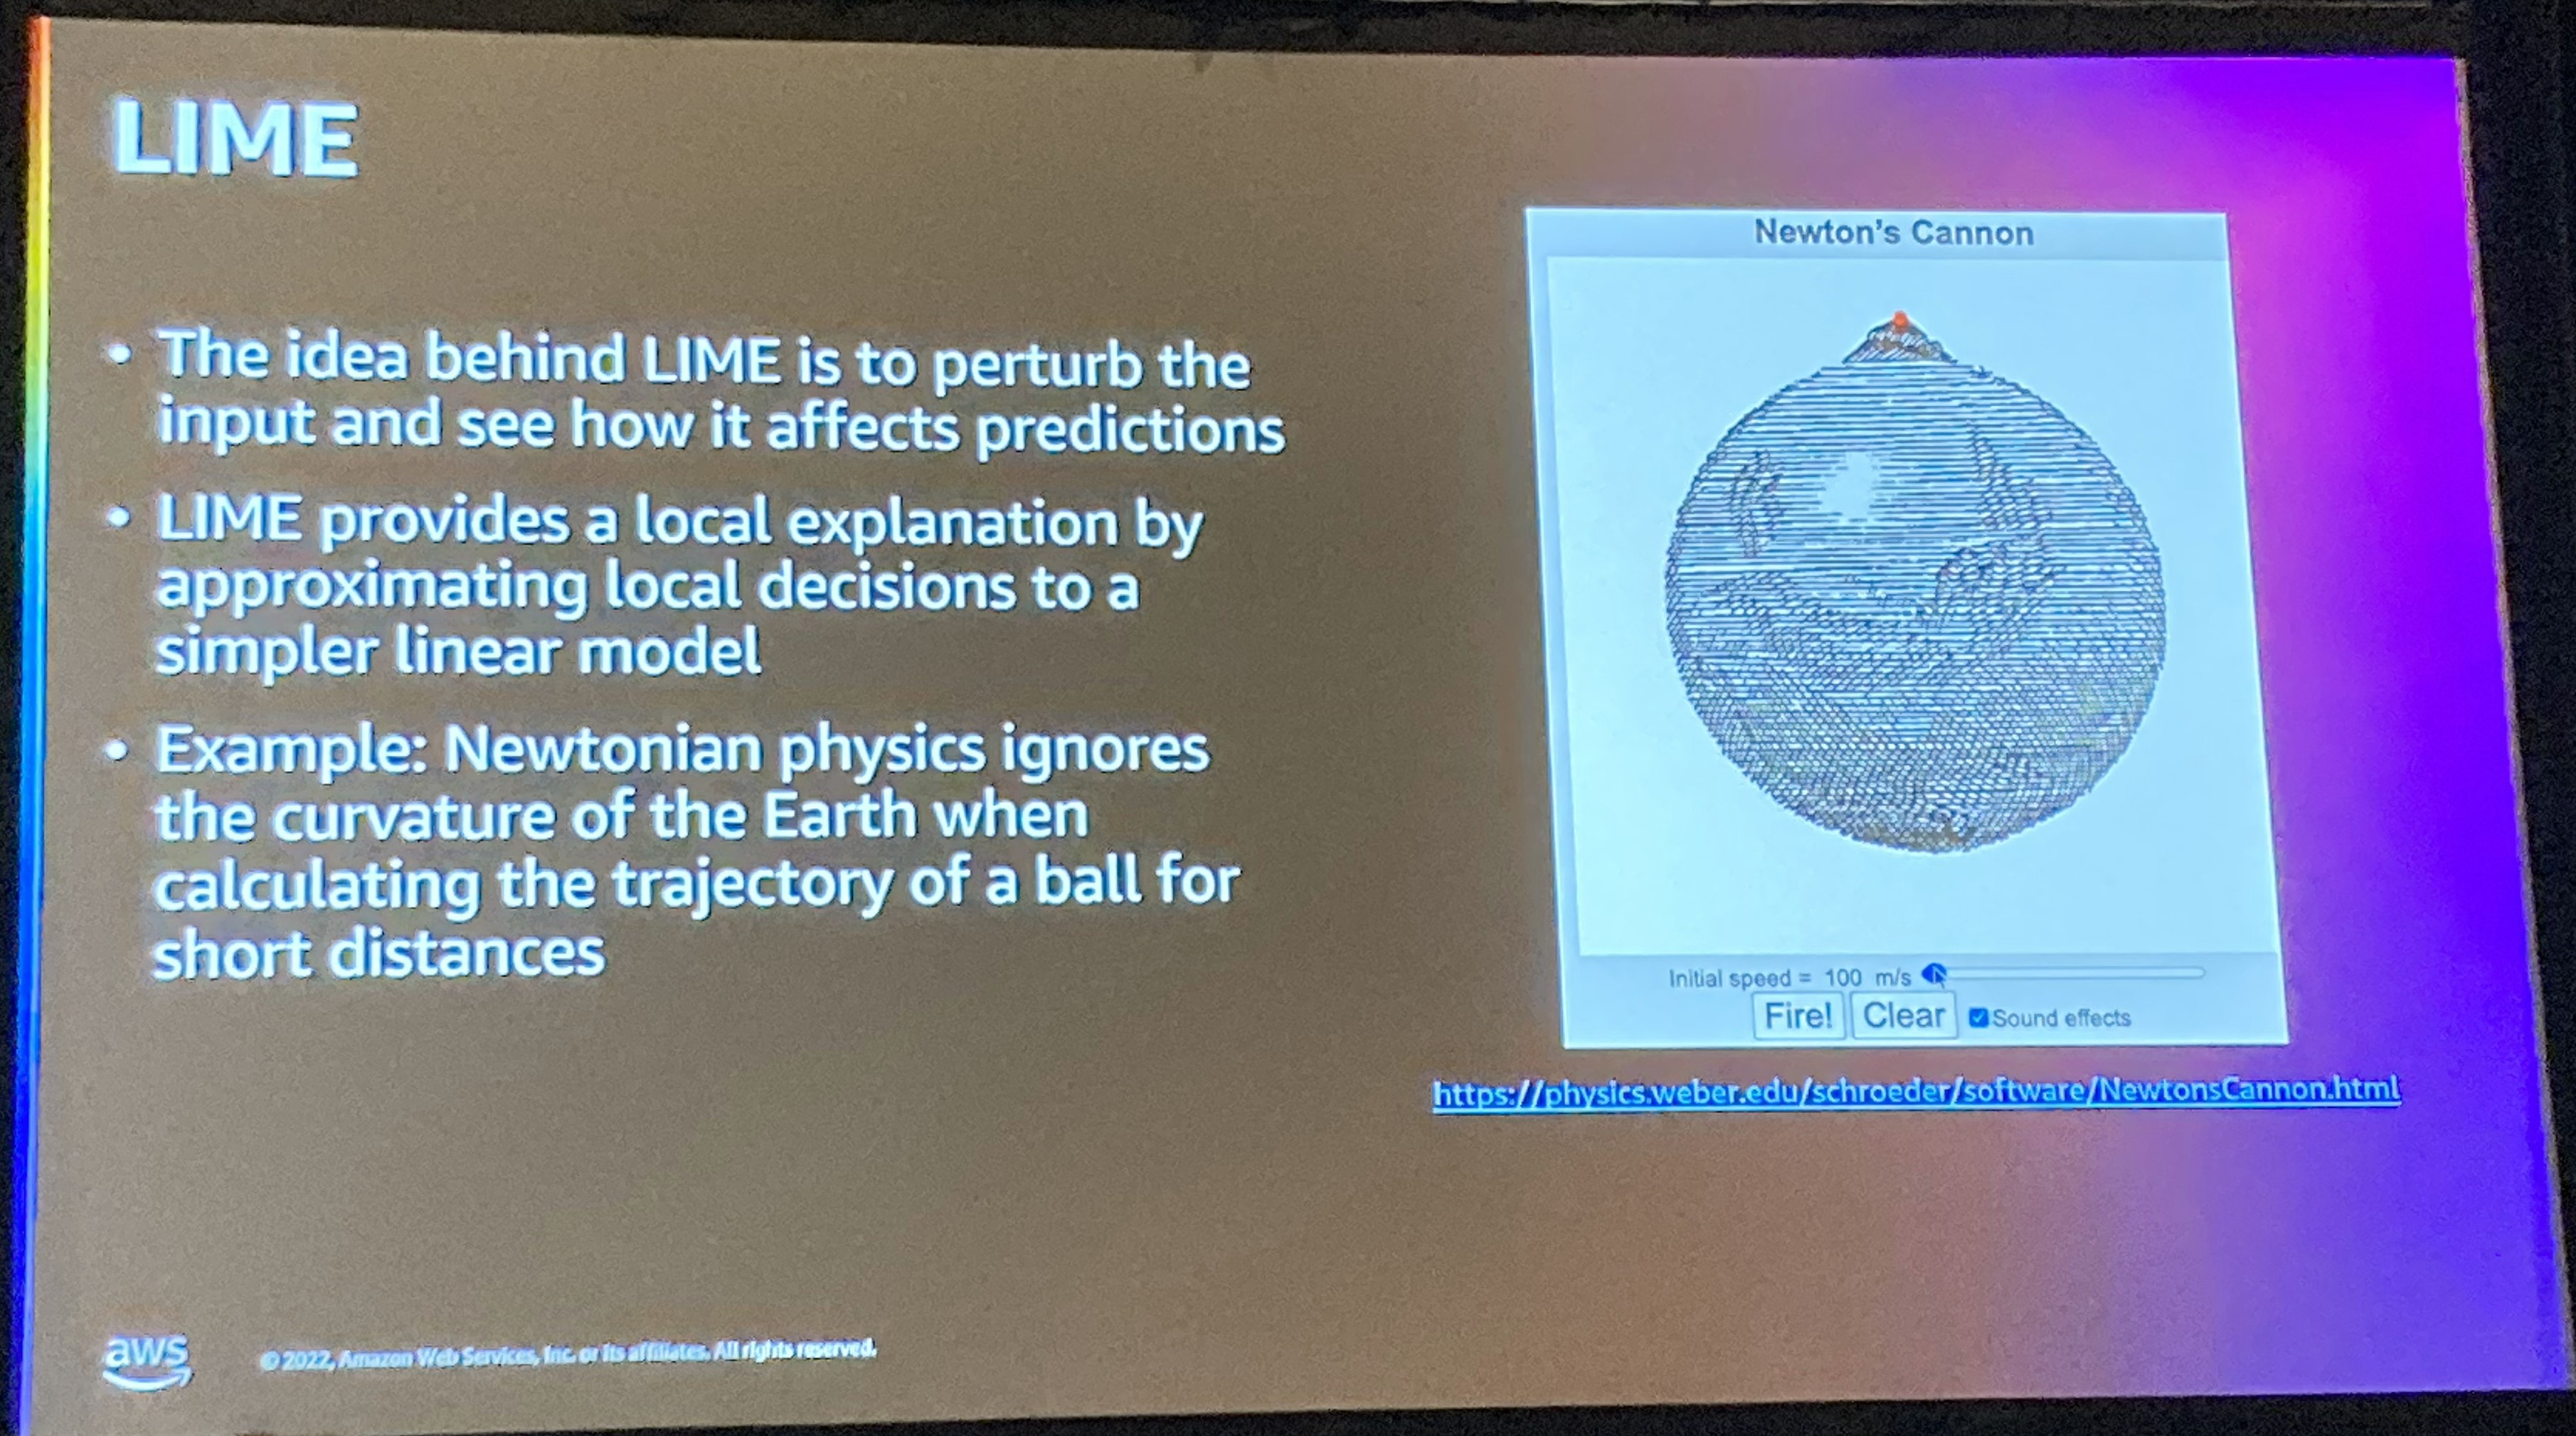 LIME
• The idea behind LIME is to perturb the
input and see how it affects predictions
• LIME provides a local explanation by
approximating local decisions to a
simpler linear model
• Example: Newtonian physics ignores
the curvature of the Earth when
calculating the trajectory of a ball for
short distances
Newton's Cannon
Initial speed = 100 m/s
Fire! Clear Sound effects
https://physics.weber.edu/schroeder/software/NewtonsCannon.html
aws © 2022, Amazon Web Services, Inc. or its affiliates. All rights reserved.